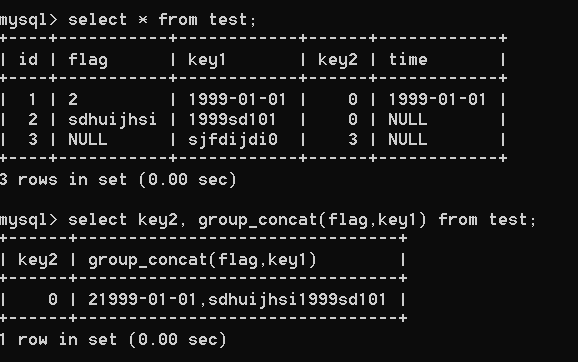 mysql> select * from test;
+----+-----------+------------+------+------------+
| id | flag      | key1       | key2 | time       |
+----+-----------+------------+------+------------+
|  1 | 2         | 1999-01-01 |    0 | 1999-01-01 |
|  2 | sdhuijhsi | 1999sd101  |    0 | NULL       |
|  3 | NULL      | sjfdijdi0  |    3 | NULL       |
+----+-----------+------------+------+------------+
3 rows in set (0.00 sec)
mysql> select key2, group_concat(flag,key1) from test;
+------+--------------------------------+
| key2 | group_concat(flag,key1)        |
+------+--------------------------------+
|    0 | 21999-01-01,sdhuijhsi1999sd101 |
+------+--------------------------------+
1 row in set (0.00 sec)